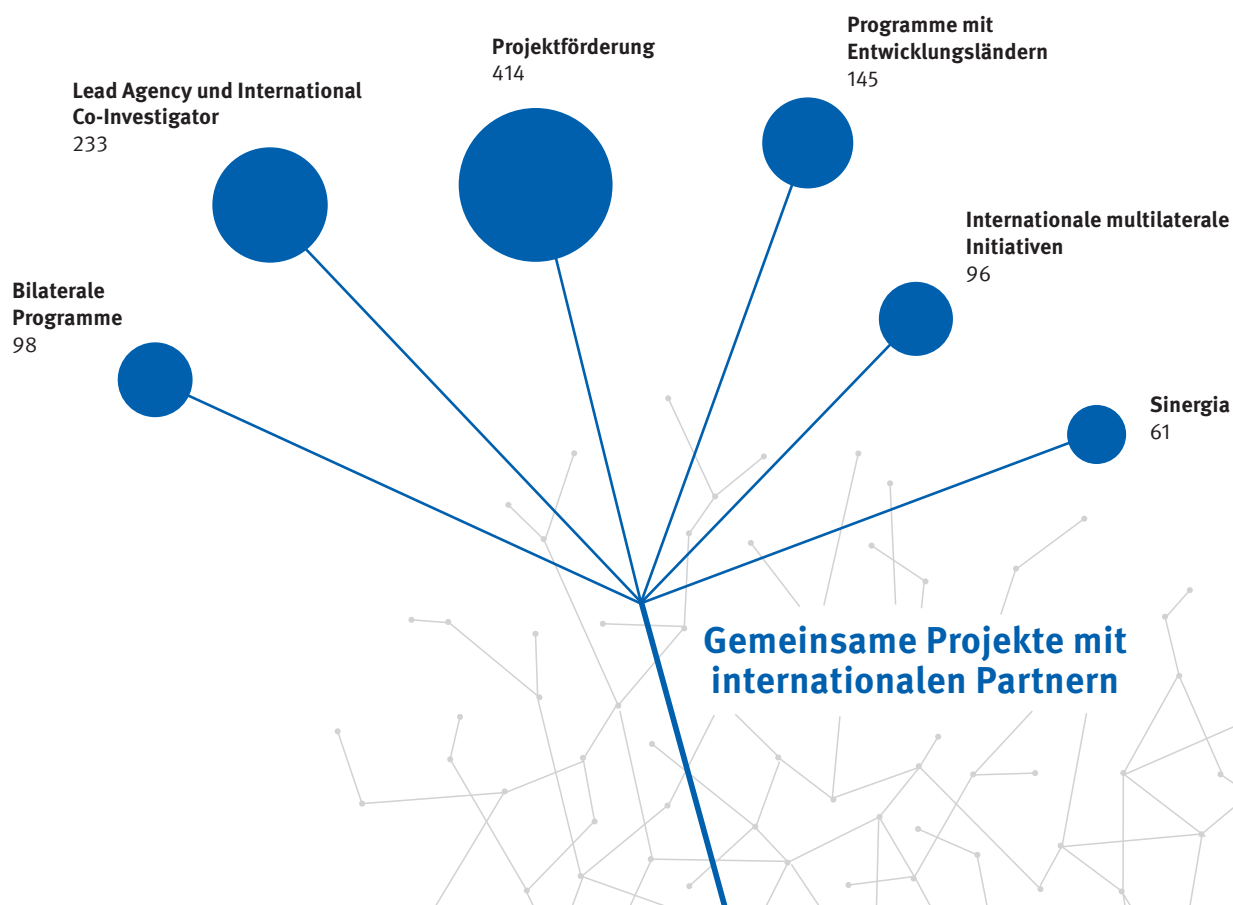 Programme mit
Entwicklungsländern
145
Projektförderung
414
Lead Agency und International
Co-Investigator
233
Internationale multilaterale
Initiativen
96
Bilaterale
Programme
98
Sinergia
61
Gemeinsame Projekte mit
internationalen Partnern